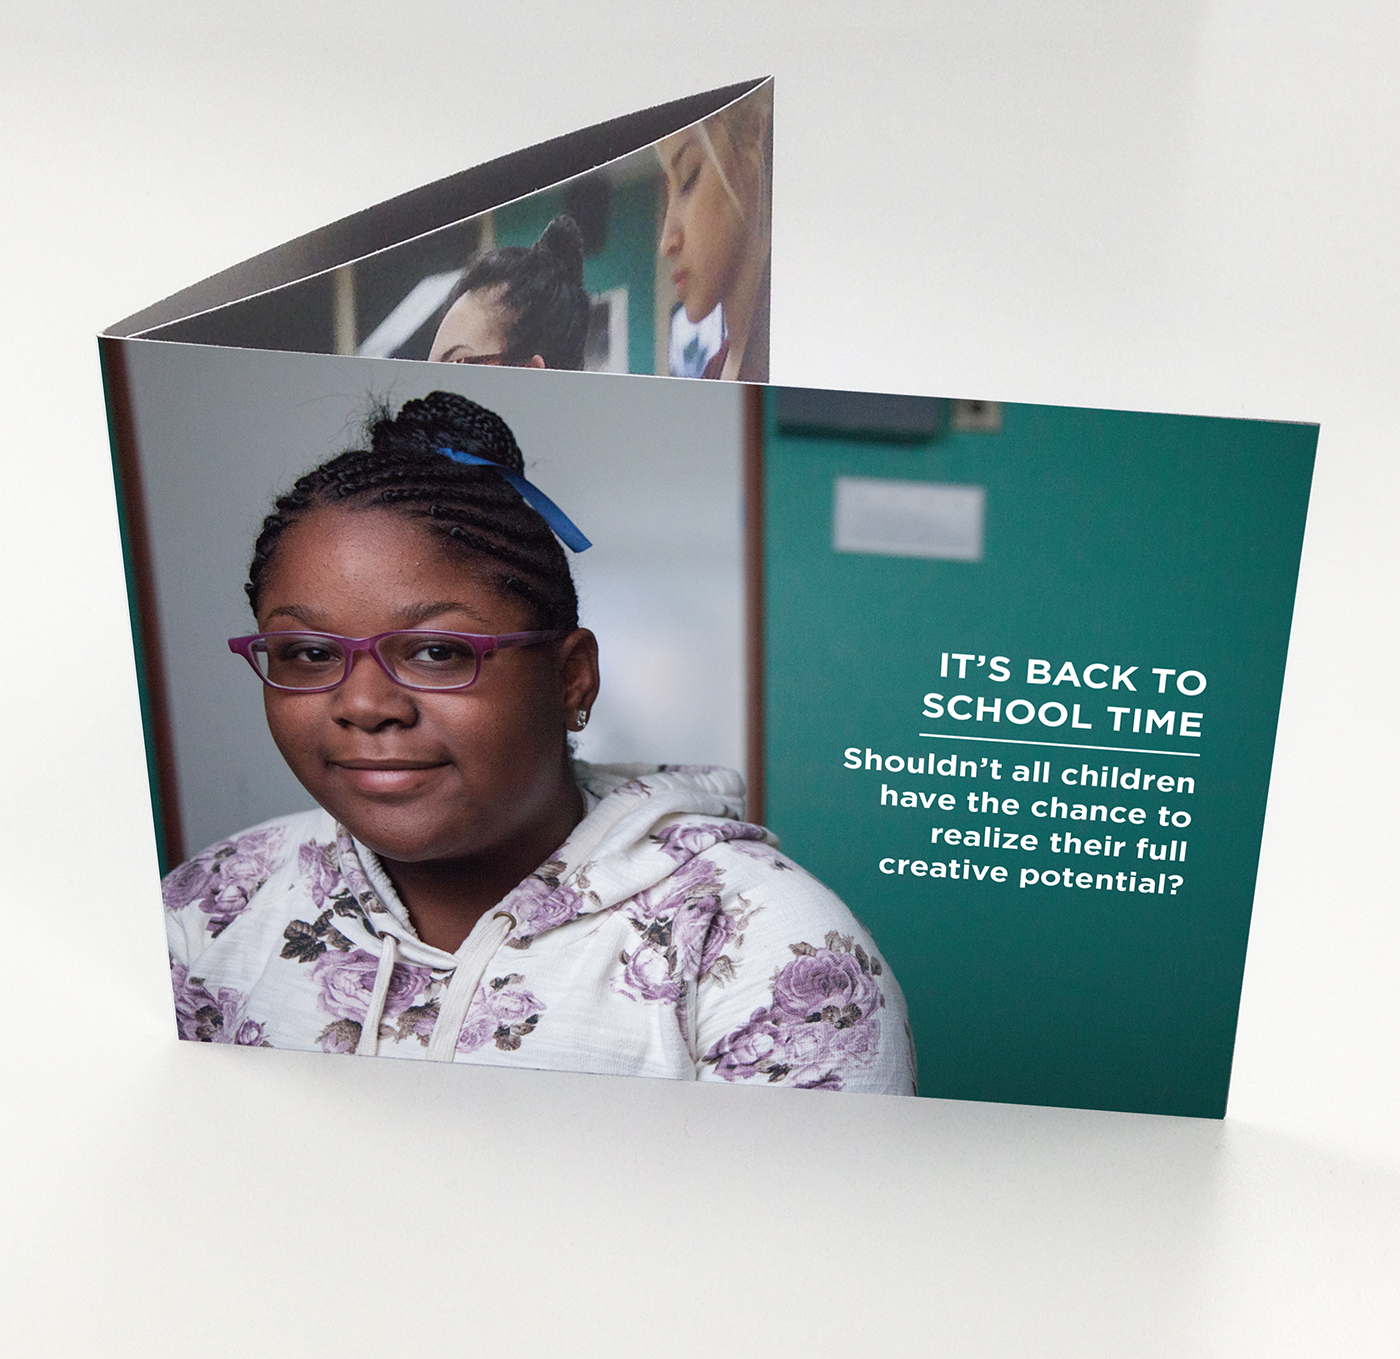 IT'S BACK TO
SCHOOL TIME
Shouldn't all children
have the chance to
realize their full
creative potential?